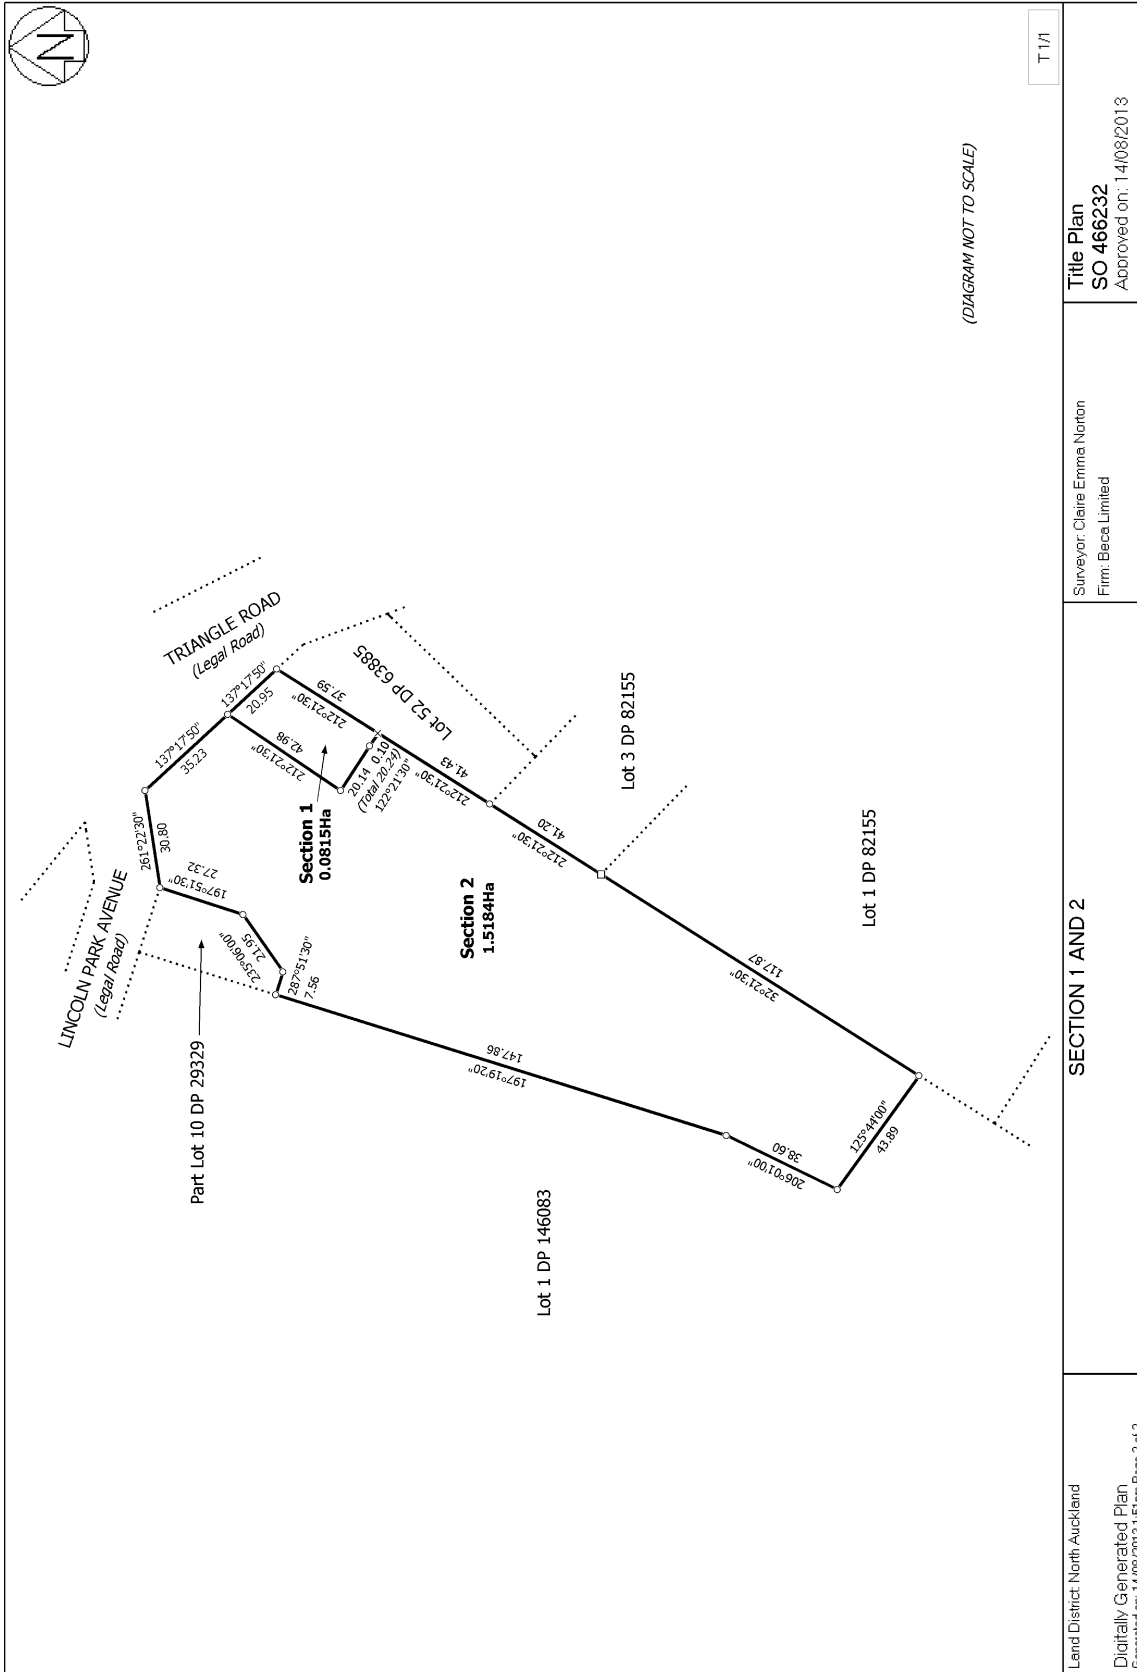 N
T 1/1
LINCOLN PARK AVENUE
(Legal Road)
TRIANGLE ROAD
(Legal Road)
Part Lot 10 DP 29329
261°22'30"
30.80
137°17'50"
35.23
137°17'50"
20.95
197°51'30"
27.32
235°06'00"
21.95
287°51'30"
7.56
212°21'30"
42.98
212°21'30"
37.59
20.14 0.10
(Total 20.24)
122°21'30"
Section 1
0.0815Ha
Lot 52 DP 63885
212°21'30"
41.43
212°21'30"
41.20
Lot 3 DP 82155
Section 2
1.5184Ha
197°19'20"
147.86
32°21'30"
117.87
Lot 1 DP 82155
Lot 1 DP 146083
206°01'00"
38.60
125°44'00"
43.89
(DIAGRAM NOT TO SCALE)
Land District: North Auckland
Digitally Generated Plan
SECTION 1 AND 2
Surveyor: Claire Emma Norton
Firm: Beca Limited
Title Plan
SO 466232
Approved on: 14/08/2013